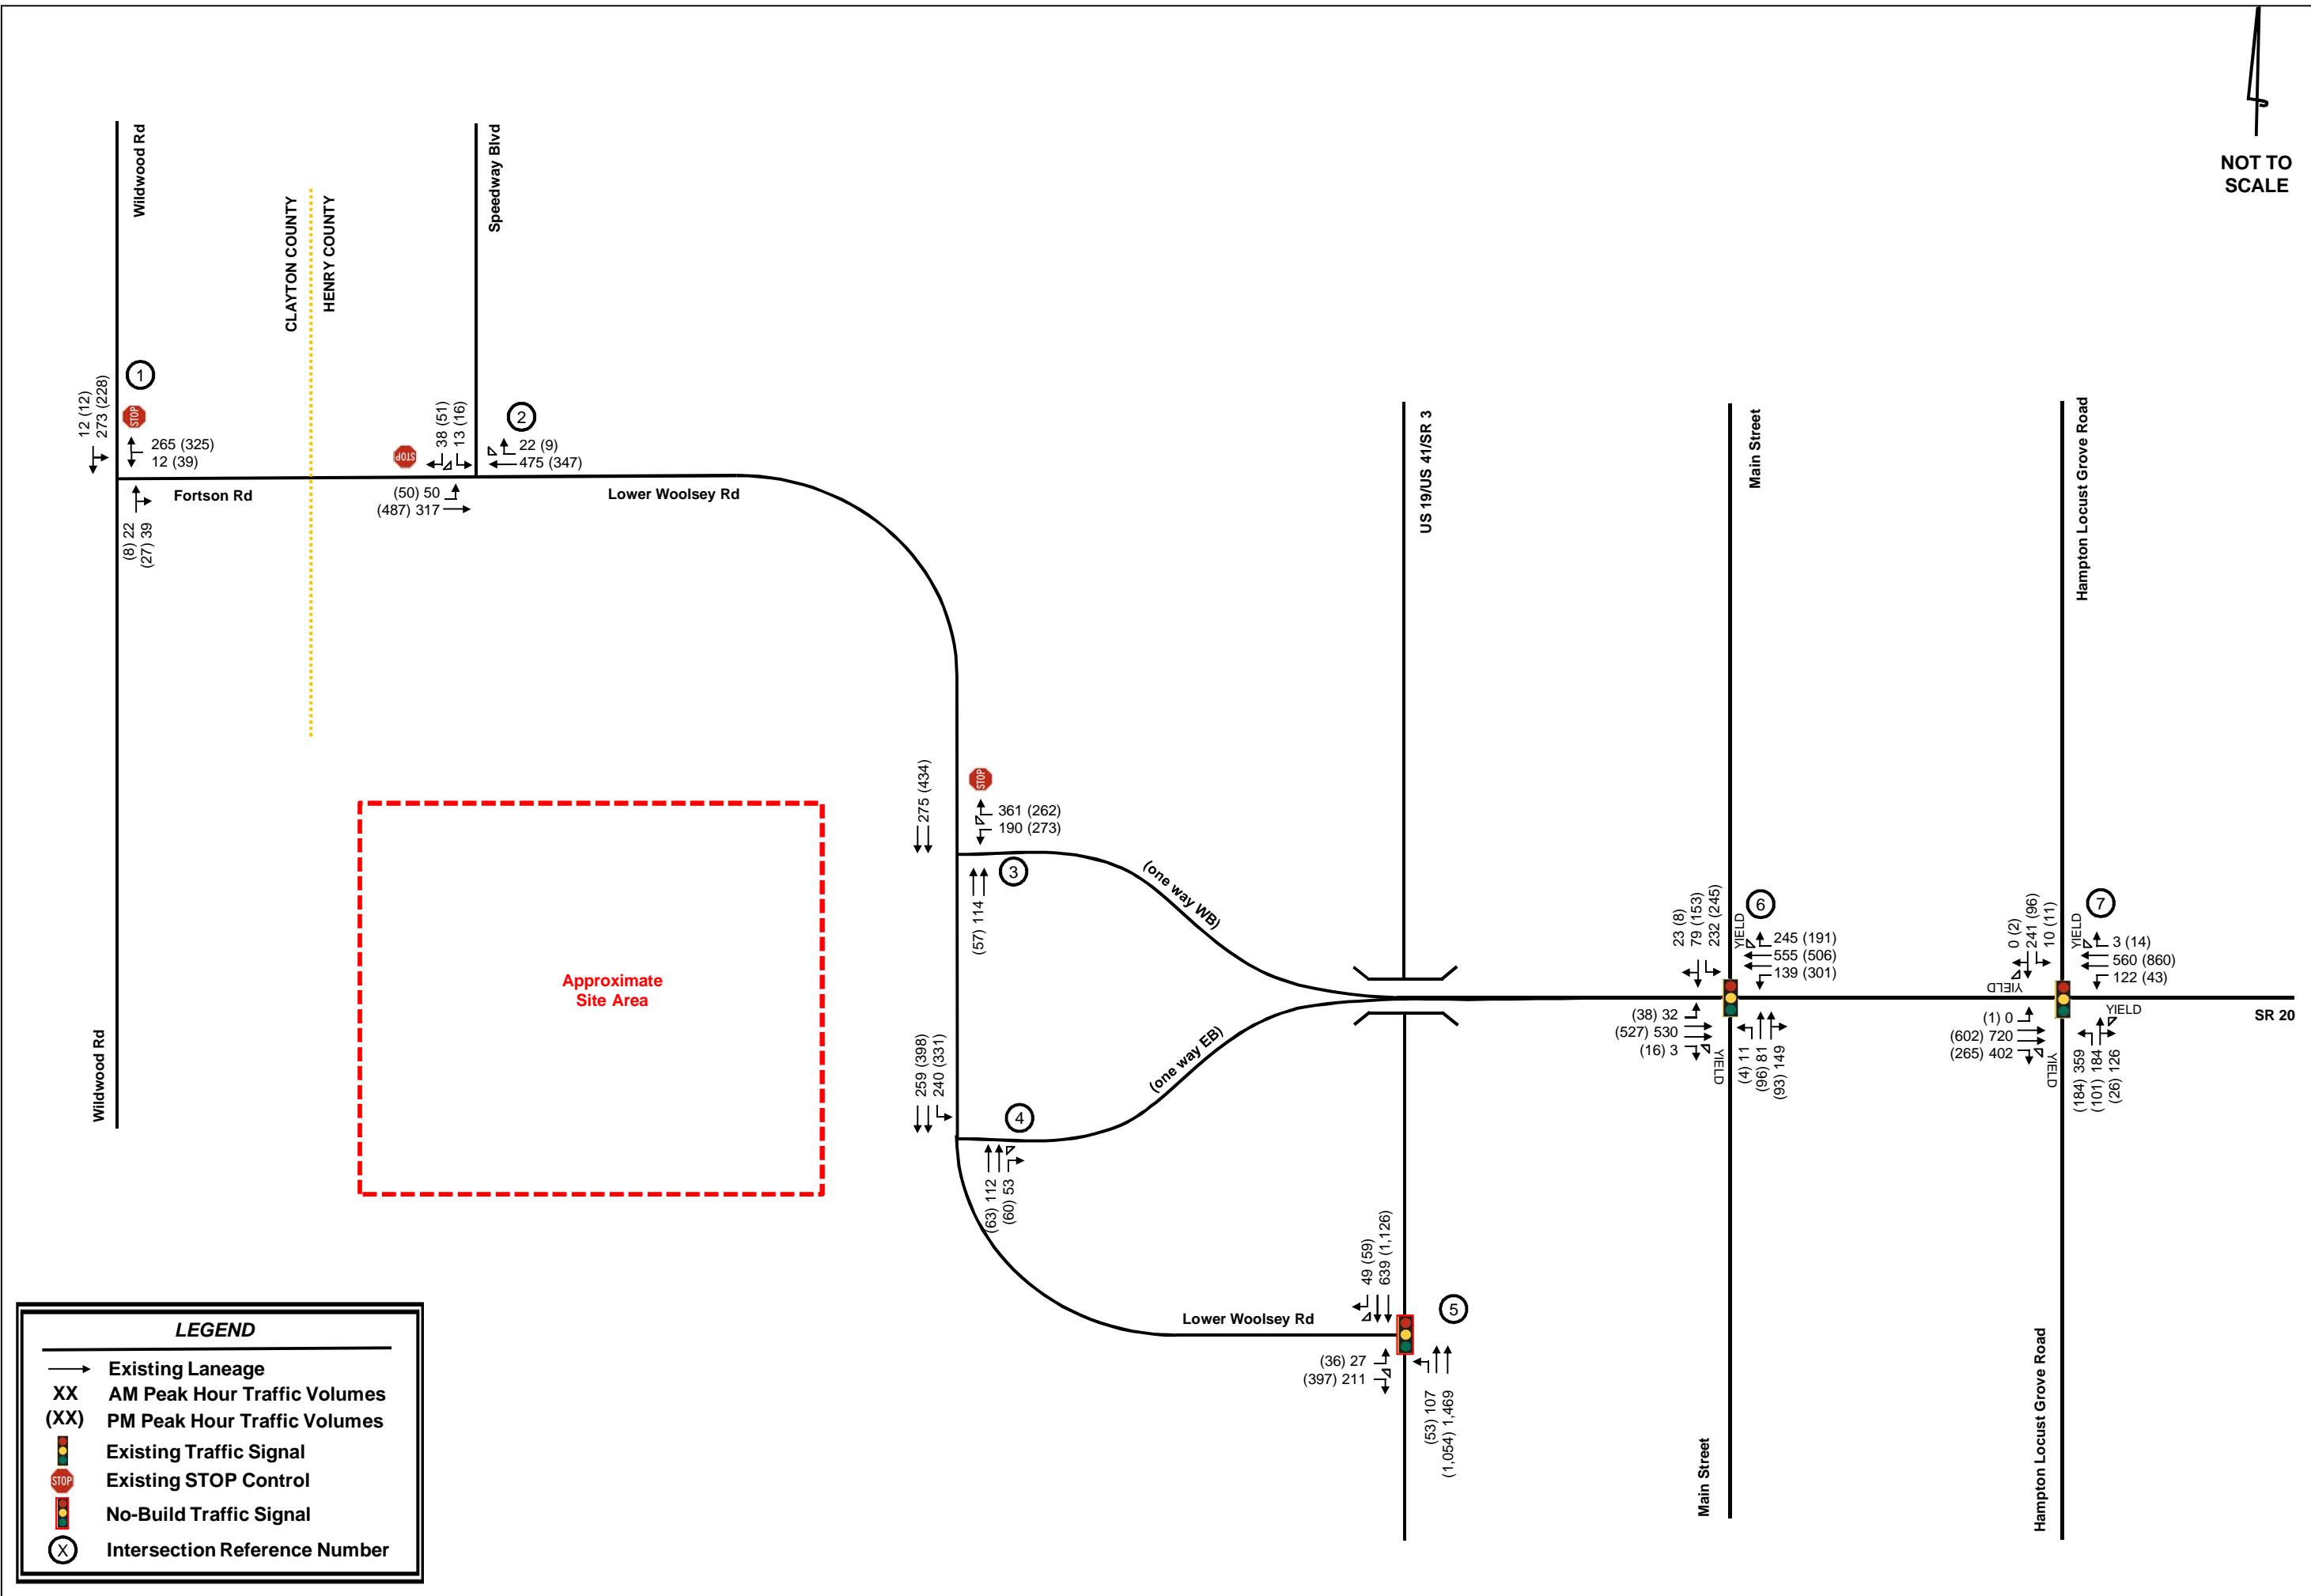 NOT TO
SCALE
Wildwood Rd
CLAYTON COUNTY
HENRY COUNTY
Speedway Blvd
12 (12)
273 (228)
1
STOP
265 (325)
12 (39)
Fortson Rd
(8) 22
(27) 39
STOP
38 (51)
13 (16)
2
22 (9)
475 (347)
(50) 50
(487) 317
Lower Woolsey Rd
US 19/US 41/SR 3
Main Street
Hampton Locust Grove Road
275 (434)
STOP
361 (262)
190 (273)
3
(57) 114
(one way WB)
Approximate
Site Area
23 (8)
79 (153)
232 (245)
YIELD
6
245 (191)
555 (506)
139 (301)
(38) 32
(527) 530
(16) 3
YIELD
(4) 11
(96) 81
(93) 149
0 (2)
241 (96)
10 (11)
YIELD
7
3 (14)
560 (860)
122 (43)
YIELD
(1) 0
(602) 720
(265) 402
YIELD
YIELD
(184) 359
(101) 184
(26) 126
SR 20
Wildwood Rd
259 (398)
240 (331)
(one way EB)
4
(63) 112
(60) 53
49 (59)
639 (1,126)
5
Lower Woolsey Rd
(36) 27
(397) 211
(53) 107
(1,054) 1,469
Main Street
Hampton Locust Grove Road
LEGEND
Existing Laneage
XX AM Peak Hour Traffic Volumes
(XX) PM Peak Hour Traffic Volumes
Existing Traffic Signal
STOP Existing STOP Control
No-Build Traffic Signal
X Intersection Reference Number